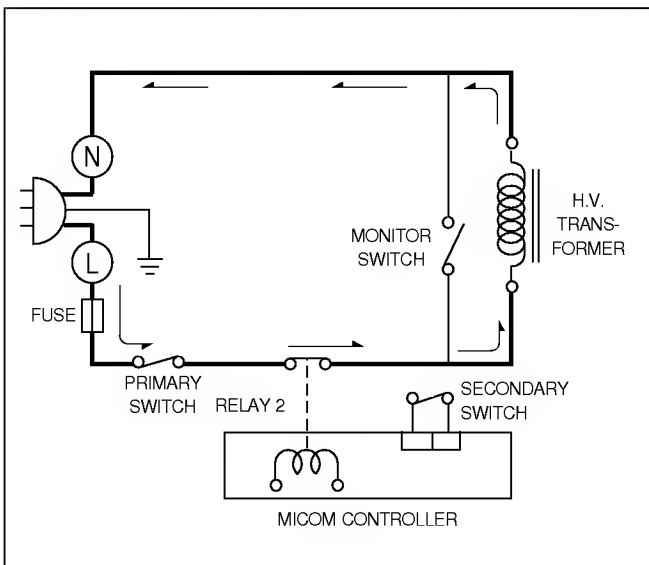 N
H.V.
TRANS-
FORMER
MONITOR
SWITCH
L
FUSE
PRIMARY
SWITCH
RELAY 2
SECONDARY
SWITCH
MICOM CONTROLLER